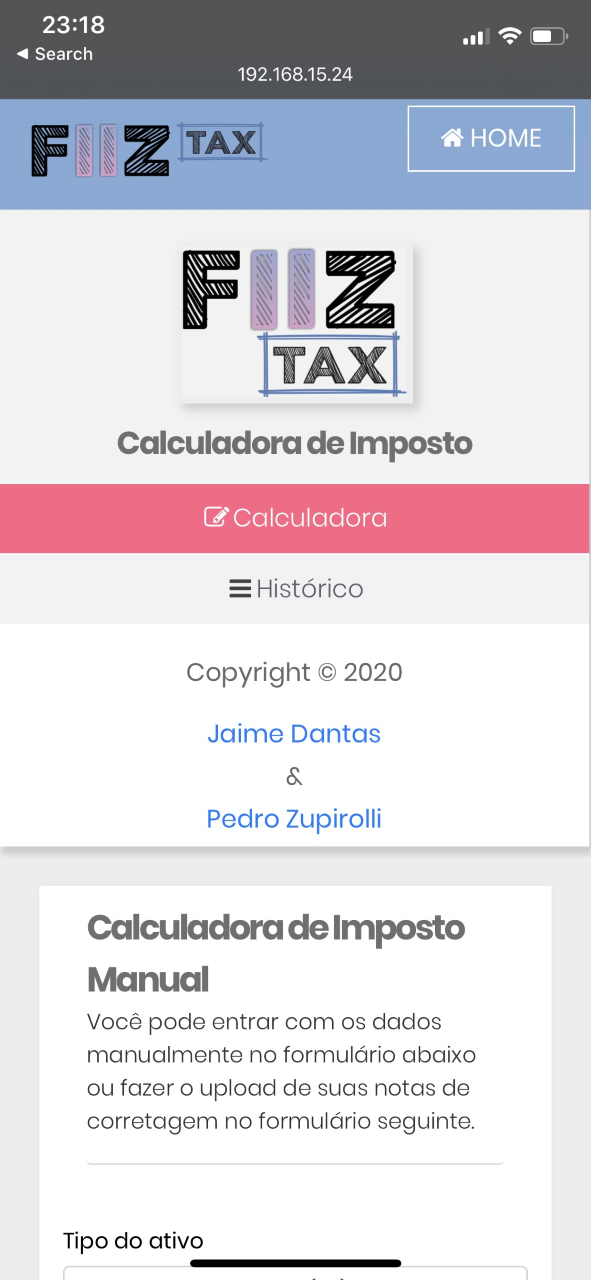 23:18
◀ Search
192.168.15.24
FIIZ TAX
HOME
FIIZ
TAX
Calculadora de Imposto
Calculadora
Histórico
Copyright © 2020
Jaime Dantas
&
Pedro Zupirolli
Calculadora de Imposto
Manual
Você pode entrar com os dados
manualmente no formulário abaixo
ou fazer o upload de suas notas de
corretagem no formulário seguinte.
Tipo do ativo